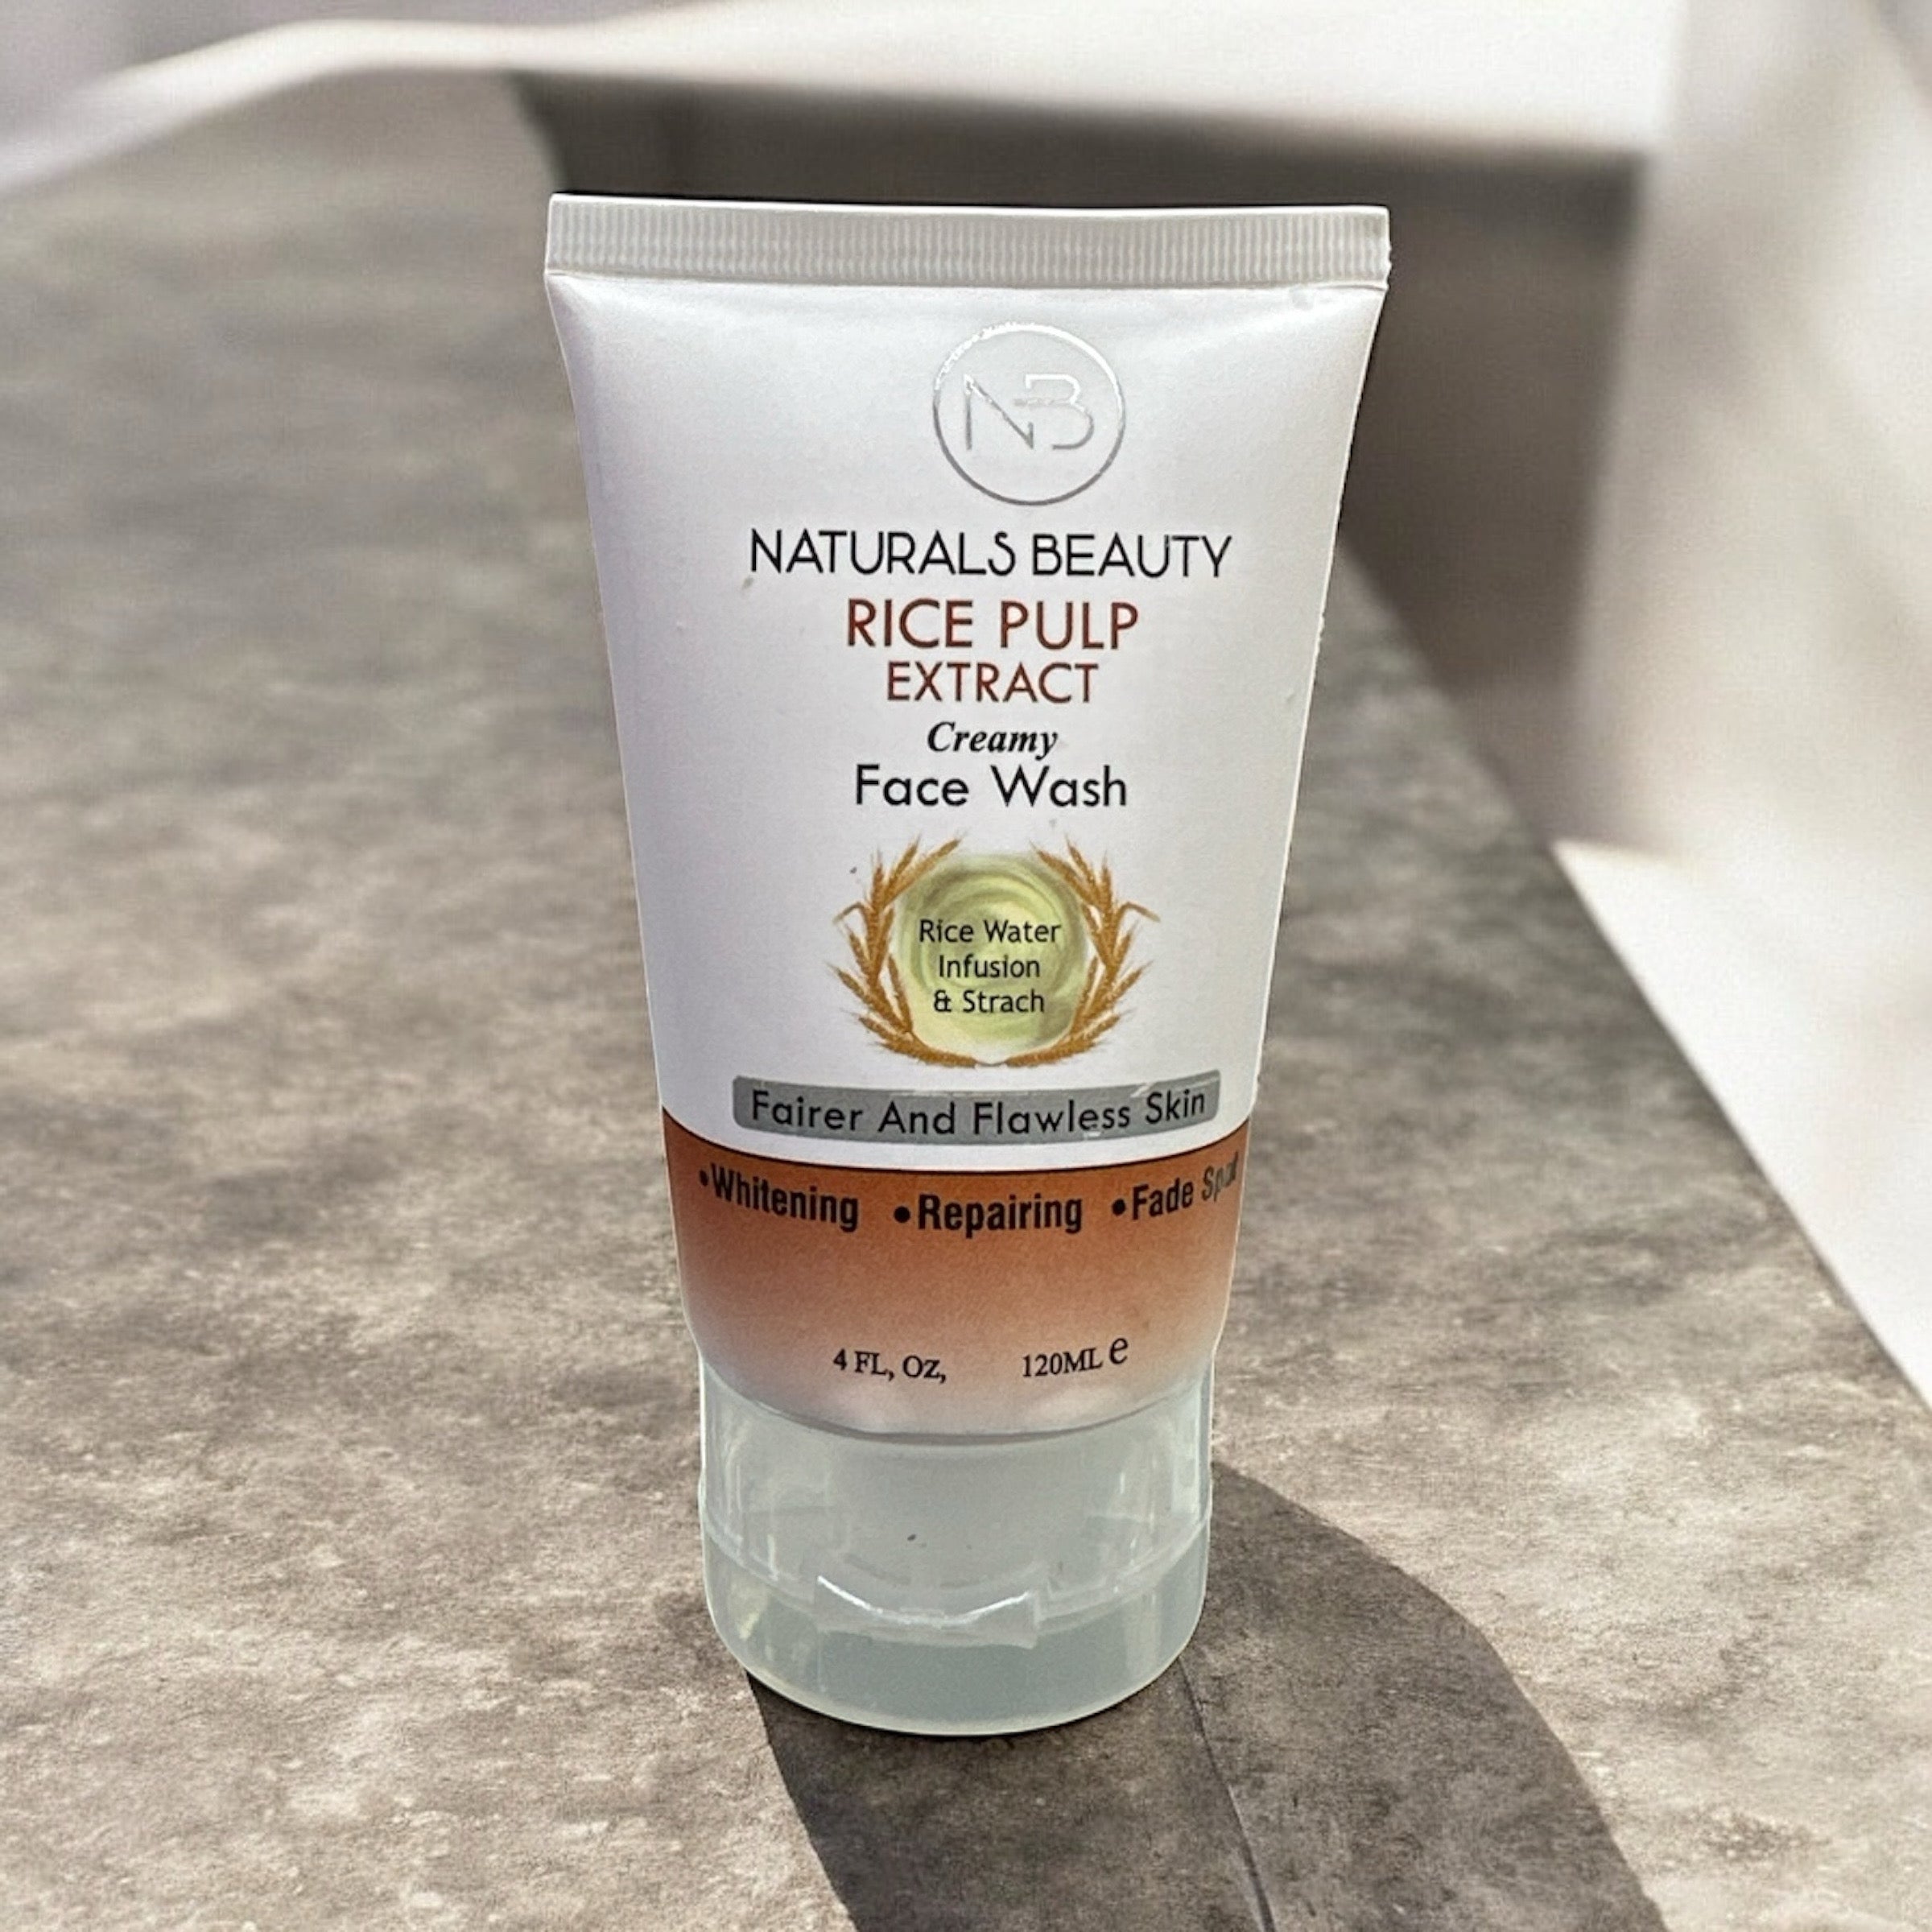 NB
NATURALS BEAUTY
RICE PULP
EXTRACT
Creamy
Face Wash
Rice Water
Infusion
& Strach
Fairer And Flawless Skin
•Whitening •Repairing •Fade
4 FL, Oz, 120ML e